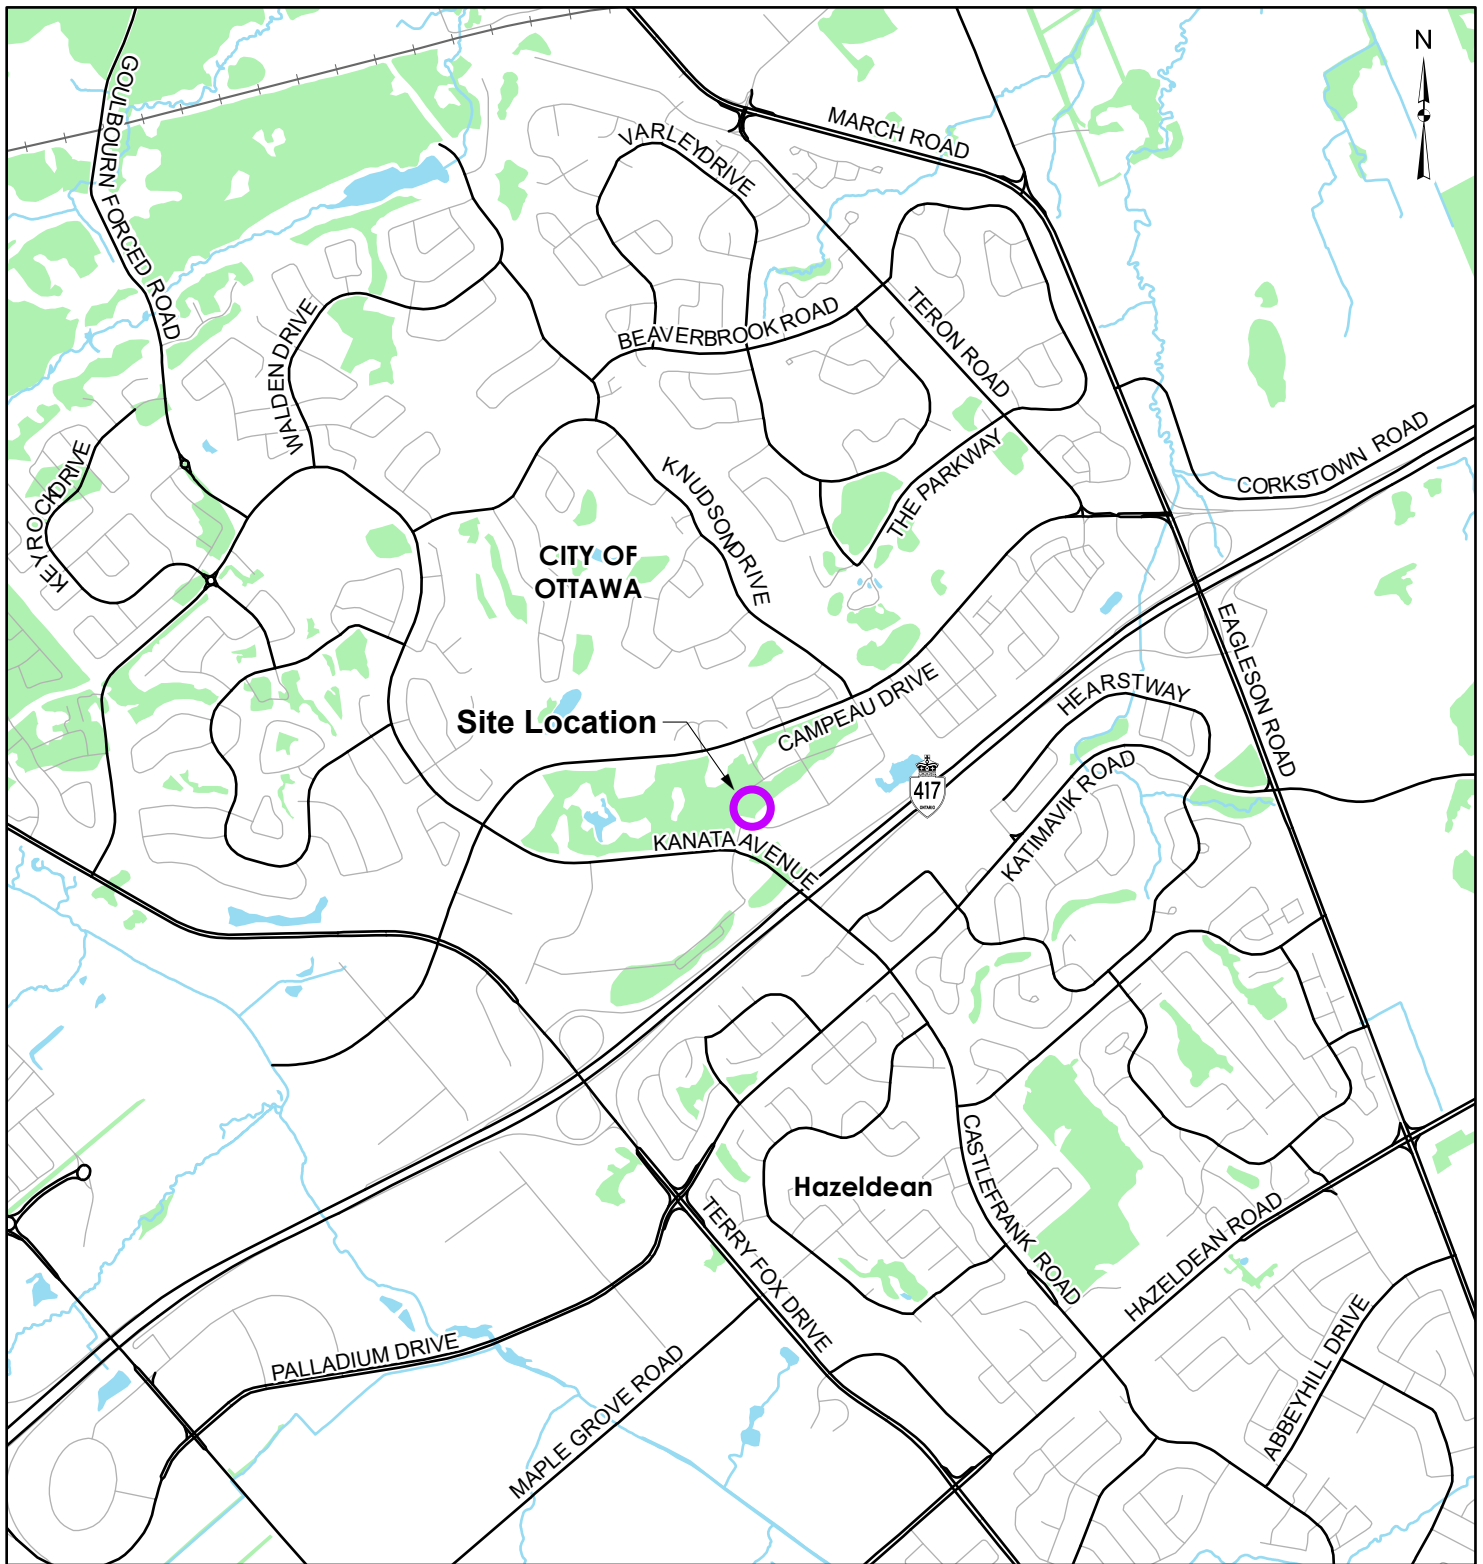 N
GOULBOURN FORCED ROAD
MARCH ROAD
VARLEY DRIVE
TERON ROAD
BEAVERBROOK ROAD
WALDEN DRIVE
KEYROCK DRIVE
KNUDSON DRIVE
THE PARKWAY
CORKSTOWN ROAD
CITY OF
OTTAWA
EAGLESON ROAD
HEARST WAY
CAMPEAU DRIVE
Site Location
417
ONTARIO
KATIMAVIK ROAD
KANATA AVENUE
CASTLEFRANK ROAD
Hazeldean
HAZELDEAN ROAD
TERRY FOX DRIVE
PALLADIUM DRIVE
MAPLE GROVE ROAD
ABBEYHILL DRIVE